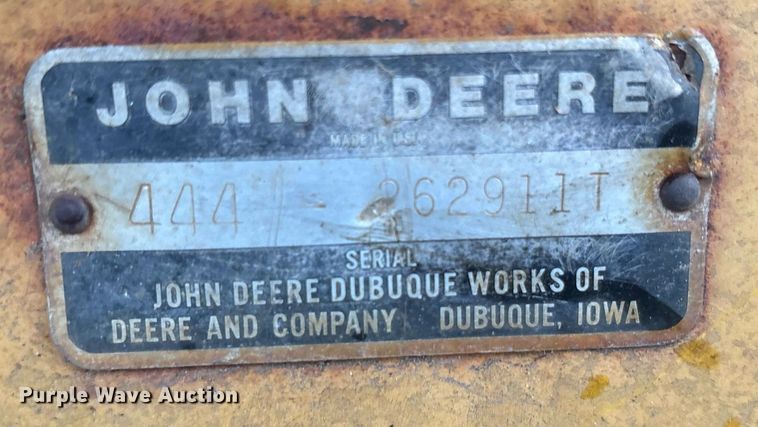 JOHN DEERE
MADE IN U.S.A.
444 - 262911T
SERIAL
JOHN DEERE DUBUQUE WORKS OF
DEERE AND COMPANY DUBUQUE, IOWA
Purple Wave Auction